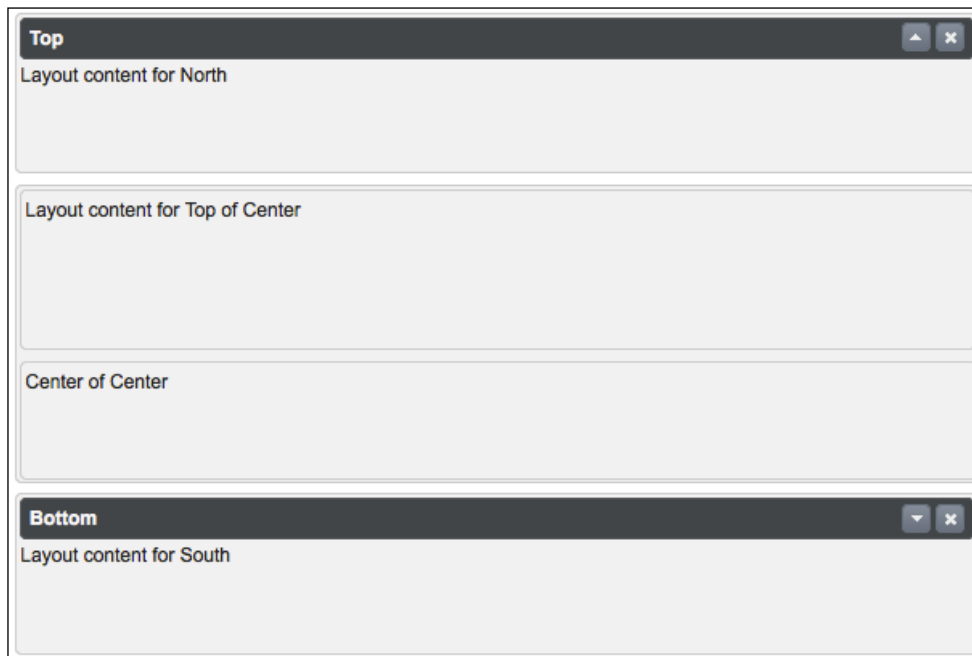 Top
Layout content for North
Layout content for Top of Center
Center of Center
Bottom
Layout content for South